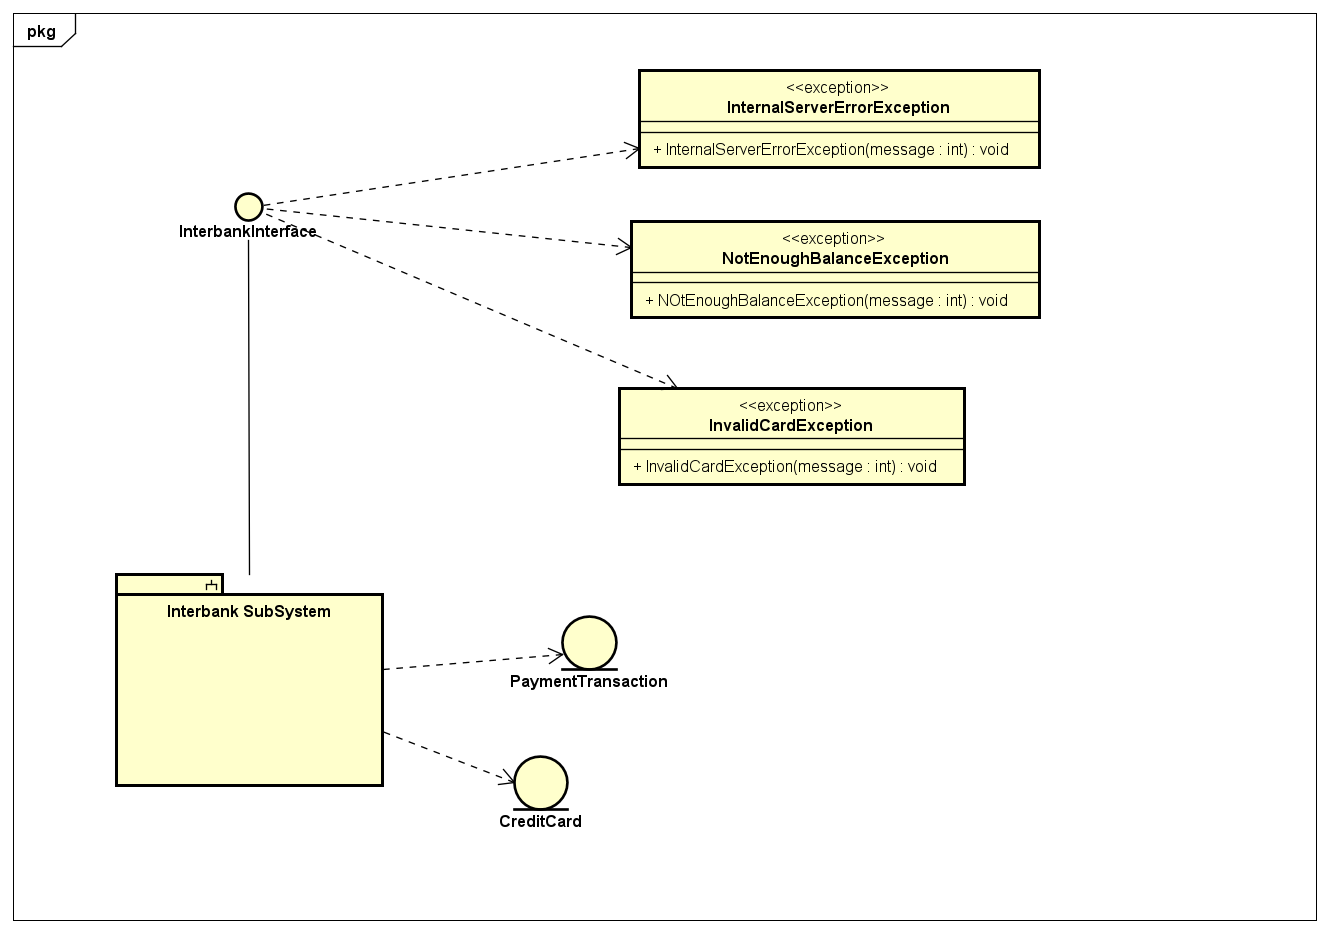 pkg
<<exception>>
InternalServerErrorException
+ InternalServerErrorException(message : int) : void
InterbankInterface
<<exception>>
NotEnoughBalanceException
+ NOtEnoughBalanceException(message : int) : void
<<exception>>
InvalidCardException
+ InvalidCardException(message : int) : void
Interbank SubSystem
PaymentTransaction
CreditCard